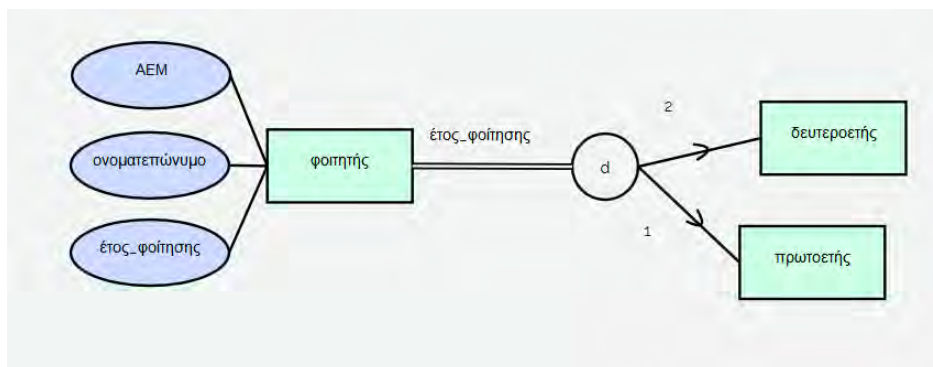 ΑΕΜ
ονοματεπώνυμο
έτος_φοίτησης
φοιτητής
έτος_φοίτησης
d
2
1
δευτεροετής
πρωτοετής